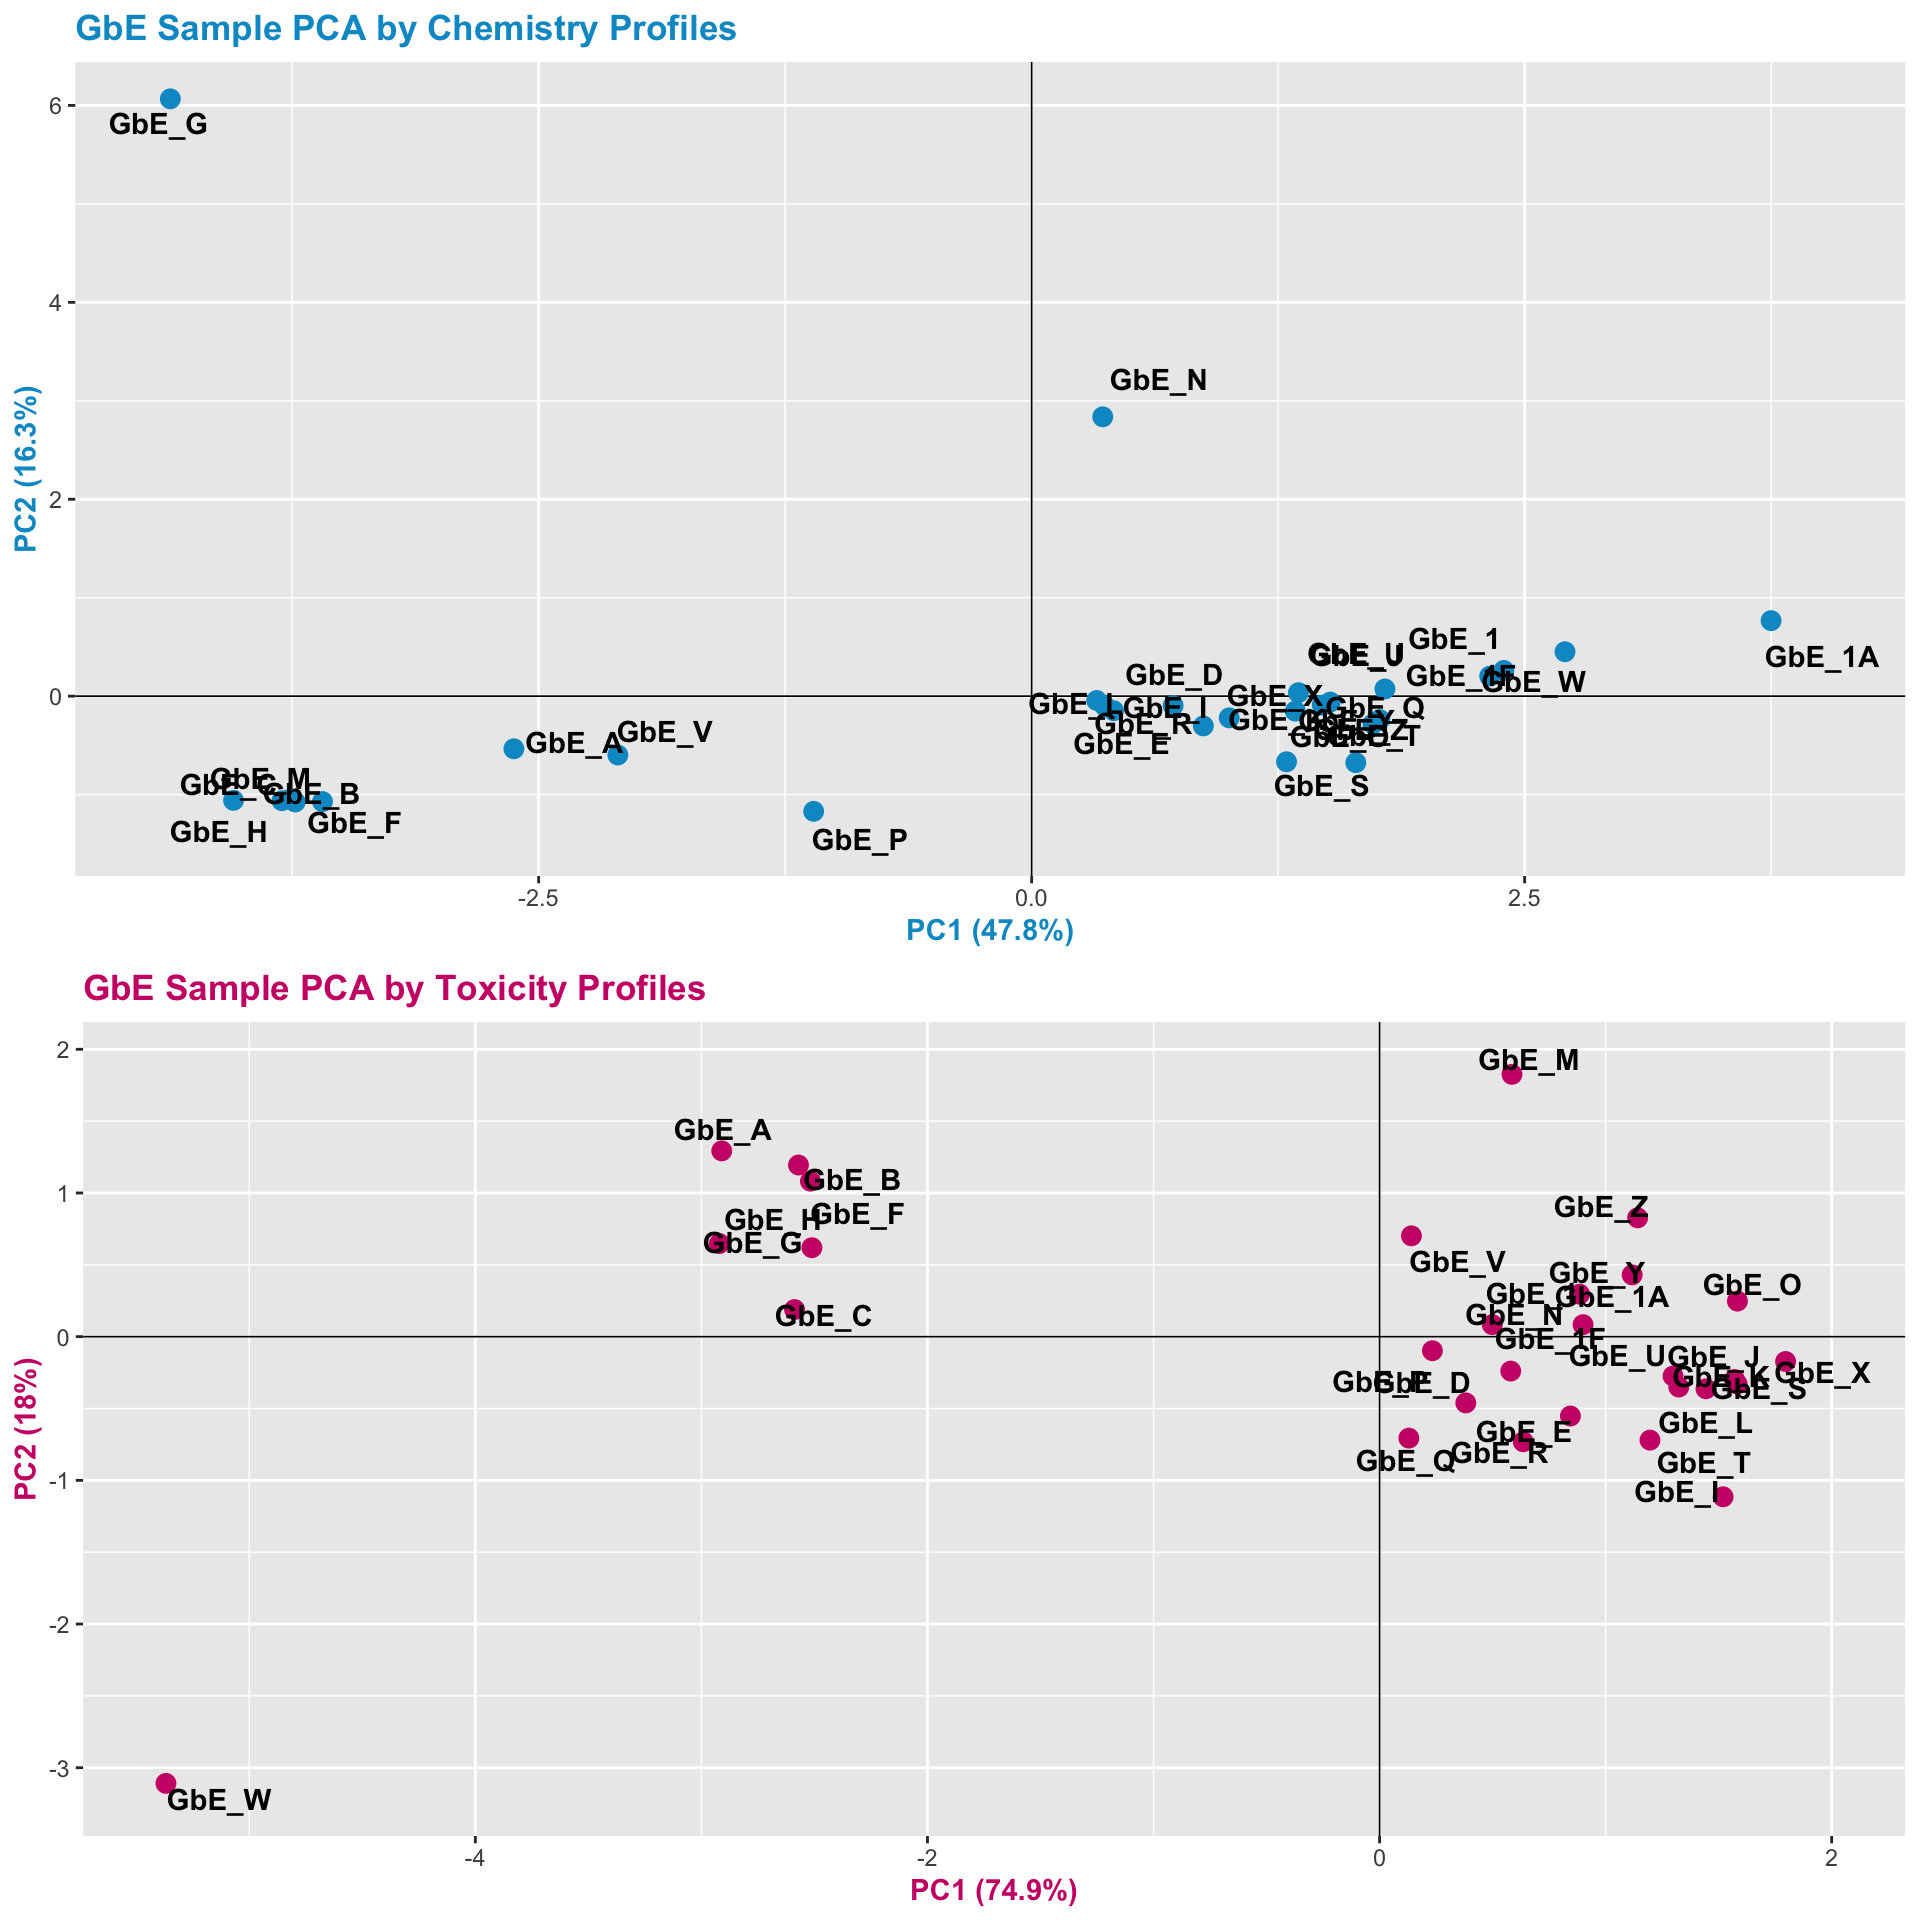 GbE Sample PCA by Chemistry Profiles
6
GbE_G
4
GbE_N
PC2 (16.3%)
2
GbE_U
GbE_1
GbE_1A
GbE_D
GbE_1F
GbE_W
0
GbE_L
GbE_I
GbE_X
GbE_Q
GbE_R
GbE_Y
GbE_Z
GbE_T
GbE_E
GbE_O
GbE_A
GbE_V
GbE_M
GbE_C
GbE_B
GbE_S
GbE_H
GbE_F
GbE_P
-2.5
0.0
2.5
PC1 (47.8%)
GbE Sample PCA by Toxicity Profiles
2
GbE_M
GbE_A
1
GbE_B
GbE_Z
GbE_H
GbE_F
GbE_G
GbE_V
GbE_Y
GbE_O
GbE_1A
GbE_C
GbE_N
0
GbE_1F
GbE_U
GbE_J
GbE_P
GbE_D
GbE_K
GbE_X
GbE_S
PC2 (18%)
GbE_E
GbE_L
GbE_Q
GbE_R
GbE_T
-1
GbE_I
-2
-3
GbE_W
-4
-2
0
2
PC1 (74.9%)